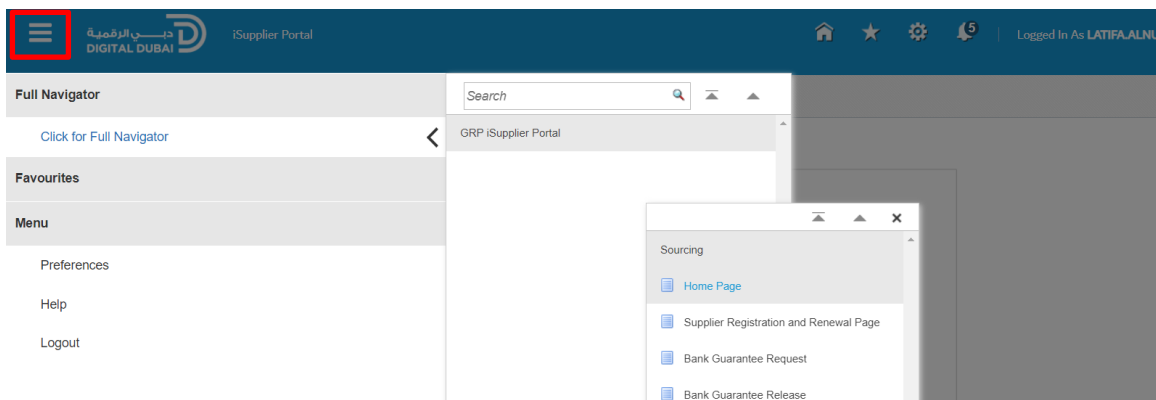 دبــي الرقمية
DIGITAL DUBAI
iSupplier Portal
5
Logged In As LATIFA.ALNU
Full Navigator
Click for Full Navigator
Favourites
Menu
Preferences
Help
Logout
Search
GRP iSupplier Portal
Sourcing
Home Page
Supplier Registration and Renewal Page
Bank Guarantee Request
Bank Guarantee Release